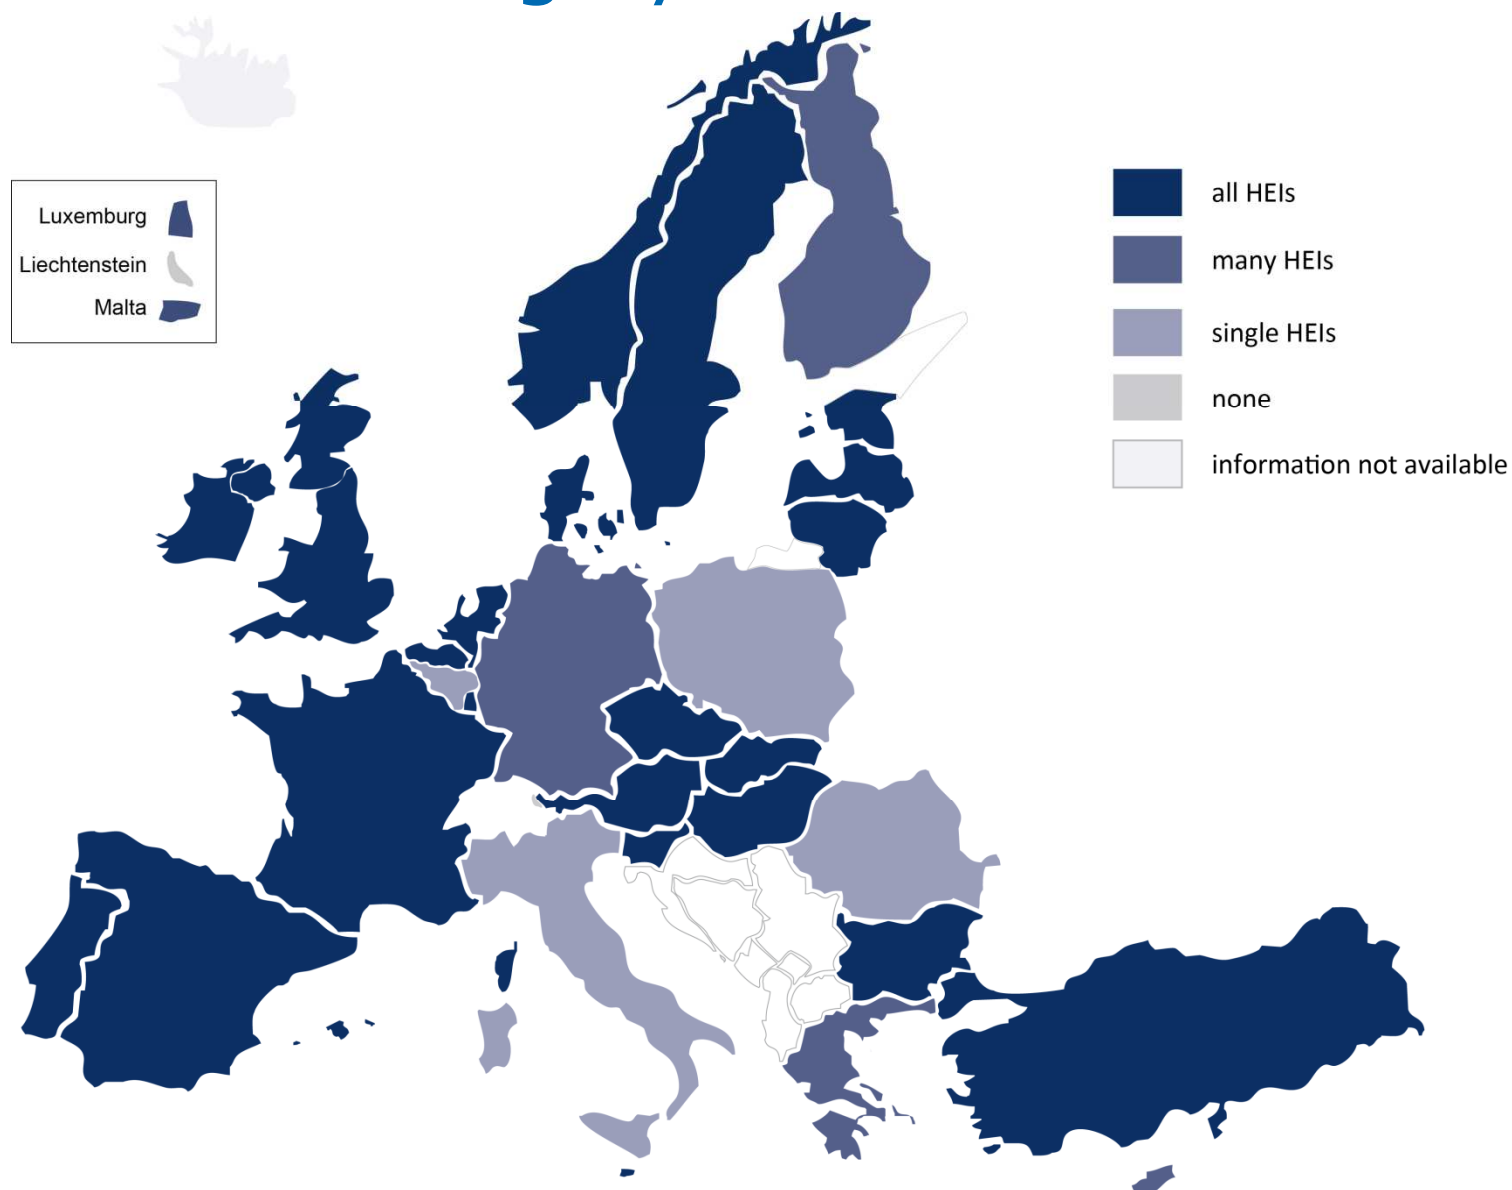 Luxemburg
Liechtenstein
Malta
all HEIs
many HEIs
single HEIs
none
information not available